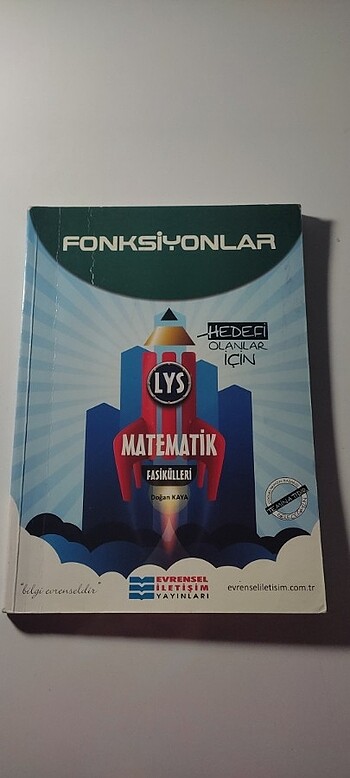 FONKSİYONLAR
HEDEFİ
OLANLAR
İÇİN
LYS
MATEMATİK
FASİKÜLLERİ
Doğan KAYA
"bilgi evrenseldir"
EVRENSEL
İLETİŞİM
YAYINLARI
evrenseliletisim.com.tr